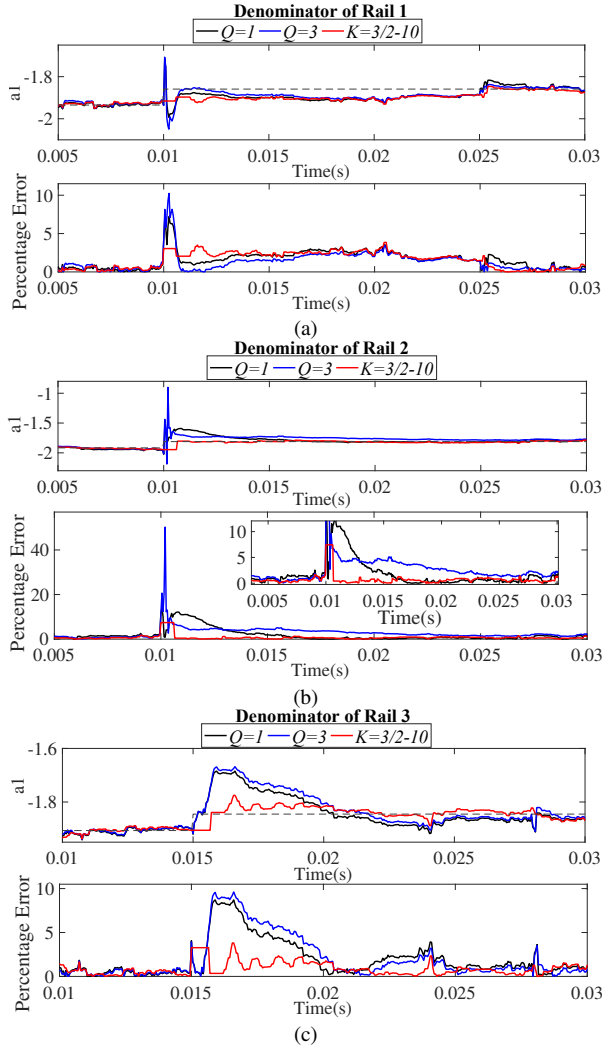 Denominator of Rail 1
Q=1 Q=3 K=3/2-10
a1
-1.8
-2
0.005 0.01 0.015 0.02 0.025 0.03
Time(s)
Percentage Error
10
5
0
0.005 0.01 0.015 0.02 0.025 0.03
Time(s)
(a)
Denominator of Rail 2
Q=1 Q=3 K=3/2-10
a1
-1
-1.5
-2
0.005 0.01 0.015 0.02 0.025 0.03
Time(s)
Percentage Error
40
20
0
10
5
0
0.005 0.01 0.015 0.02 0.025 0.03
Time(s)
0.005 0.01 0.015 0.02 0.025 0.03
Time(s)
(b)
Denominator of Rail 3
Q=1 Q=3 K=3/2-10
a1
-1.6
-1.8
0.01 0.015 0.02 0.025 0.03
Time(s)
Percentage Error
10
5
0
0.01 0.015 0.02 0.025 0.03
Time(s)
(c)